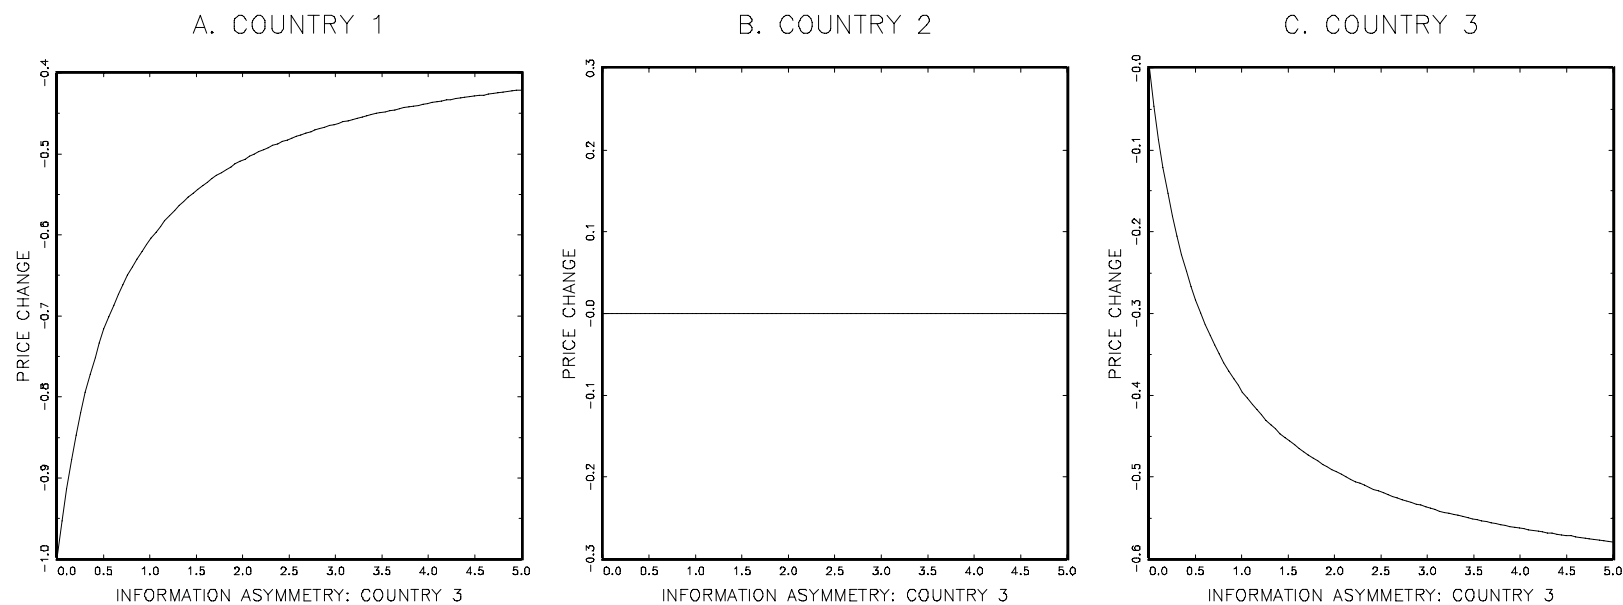 A. COUNTRY 1
PRICE CHANGE
-0.4
-0.5
-0.6
-0.7
-0.8
-0.9
-1.0
0.0 0.5 1.0 1.5 2.0 2.5 3.0 3.5 4.0 4.5 5.0
INFORMATION ASYMMETRY: COUNTRY 3
B. COUNTRY 2
PRICE CHANGE
0.3
0.2
0.1
-0.0
-0.1
-0.2
-0.3
0.0 0.5 1.0 1.5 2.0 2.5 3.0 3.5 4.0 4.5 5.0
INFORMATION ASYMMETRY: COUNTRY 3
C. COUNTRY 3
PRICE CHANGE
-0.0
-0.1
-0.2
-0.3
-0.4
-0.5
-0.6
0.0 0.5 1.0 1.5 2.0 2.5 3.0 3.5 4.0 4.5 5.0
INFORMATION ASYMMETRY: COUNTRY 3